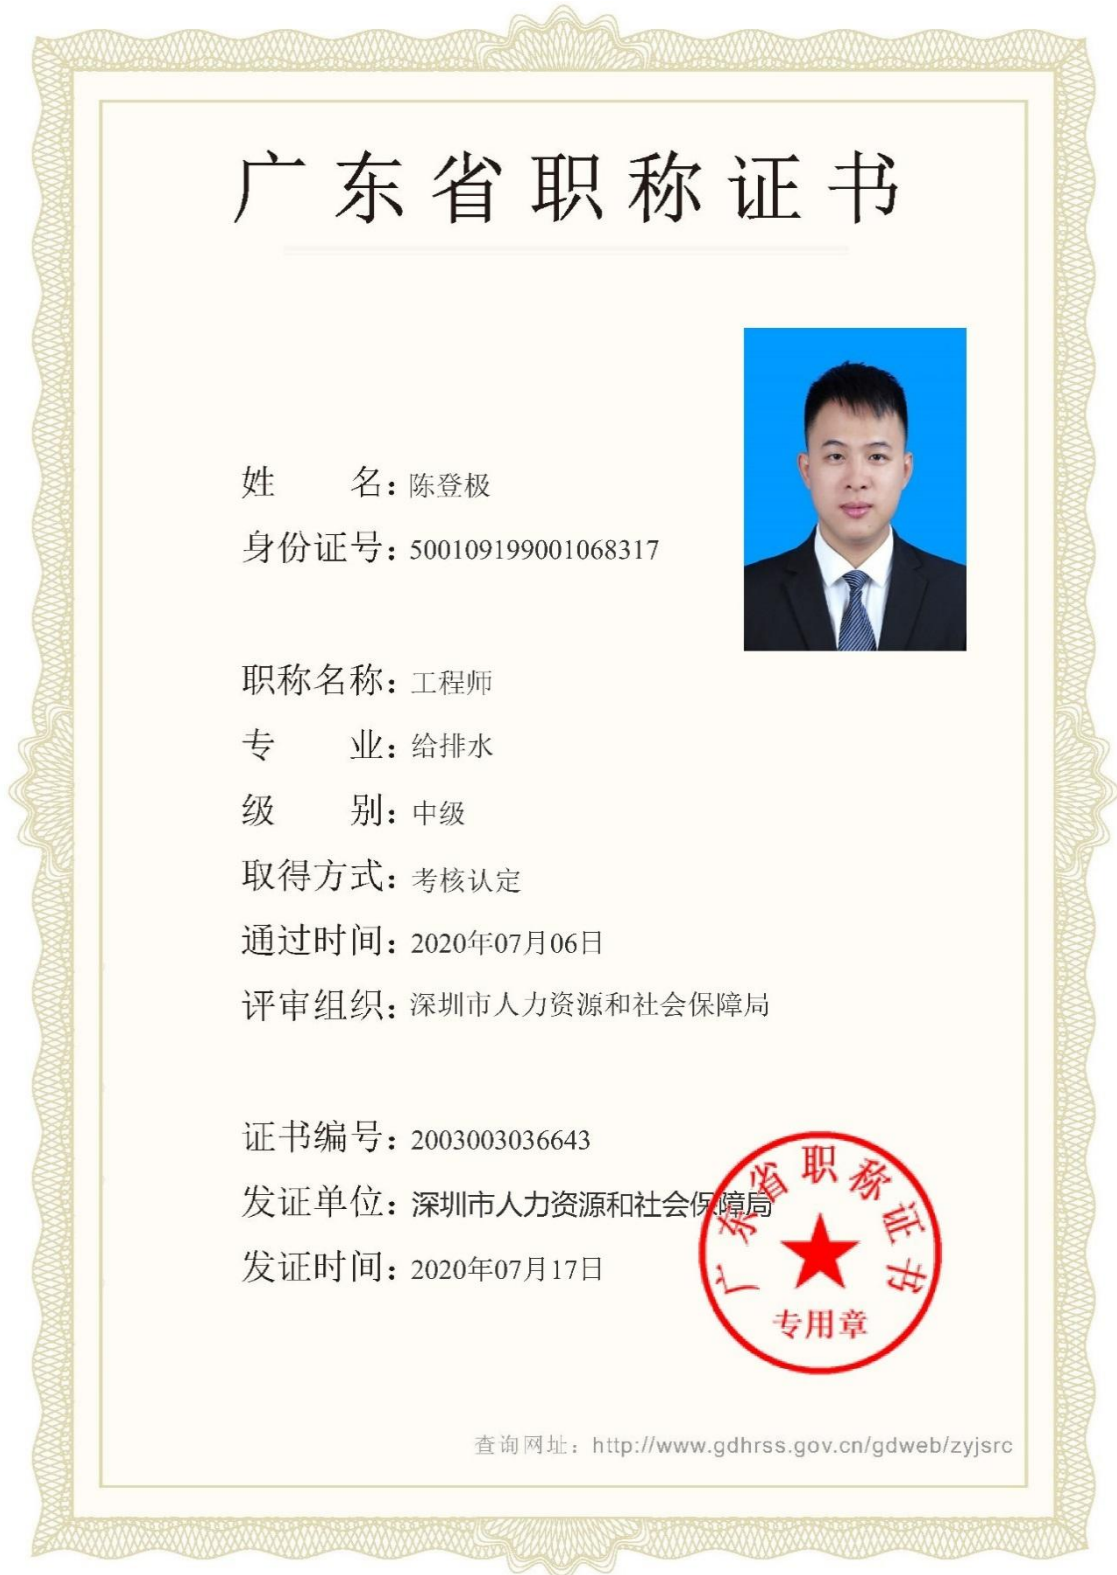 广东省职称证书
姓 名：陈登极
身份证号：500109199001068317
职称名称：工程师
专 业：给排水
级 别：中级
取得方式：考核认定
通过时间：2020年07月06日
评审组织：深圳市人力资源和社会保障局
证书编号：2003003036643
发证单位：深圳市人力资源和社会保障局
发证时间：2020年07月17日
广东省职称证书
专用章
查询网址：http://www.gdhrss.gov.cn/gdweb/zyjsrc